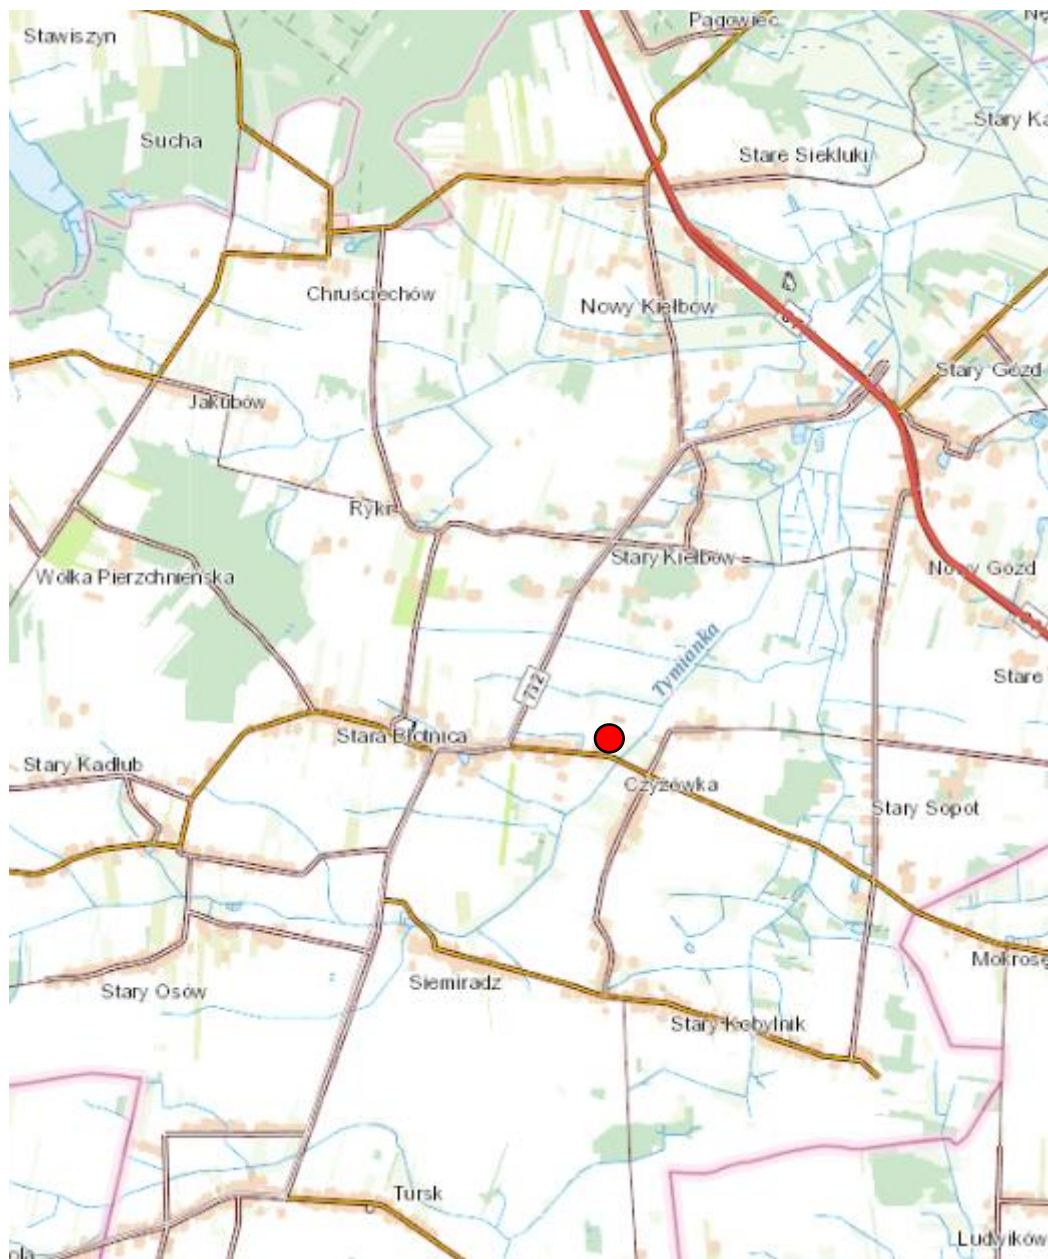 Pągowiec
Stawiszyn
Stary Ka
Sucha
Stare Siekluki
Chruściechów
Nowy Kiełbów
Stary Gózd
Jakubów
Ryki
Stary Kiełbów
Nowy Gózd
Wólka Pierzchnieńska
Tymianka
Stare
732
Stara Błotnica
Stary Kadłub
Czyżówka
Stary Sopot
Mokrosę
Siemiradz
Stary Osów
Stary Kobylnik
Tursk
Ludwików
ola